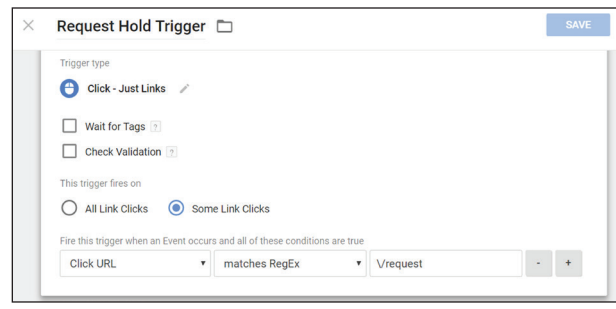 Request Hold Trigger
SAVE
Trigger type
Click - Just Links
Wait for Tags ?
Check Validation ?
This trigger fires on
All Link Clicks Some Link Clicks
Fire this trigger when an Event occurs and all of these conditions are true
Click URL matches RegEx \/request - +